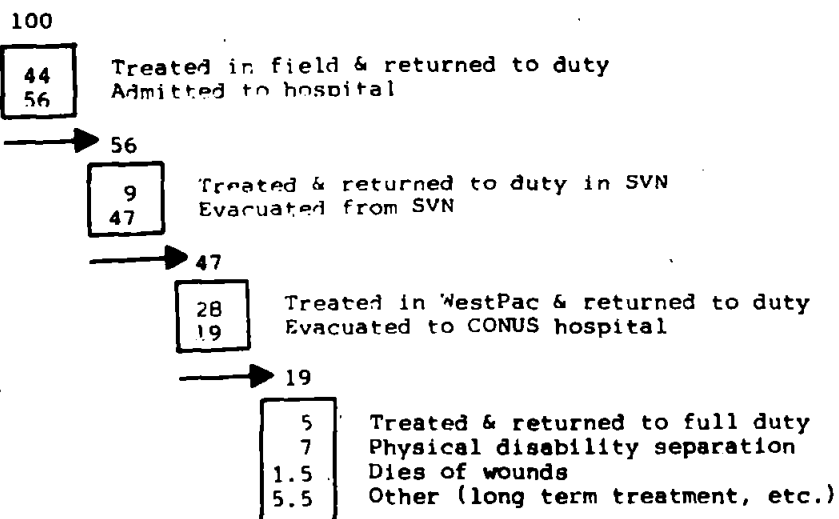 100
44 Treated in field & returned to duty
56 Admitted to hospital
56
9 Treated & returned to duty in SVN
47 Evacuated from SVN
47
28 Treated in WestPac & returned to duty
19 Evacuated to CONUS hospital
19
5 Treated & returned to full duty
7 Physical disability separation
1.5 Dies of wounds
5.5 Other (long term treatment, etc.)